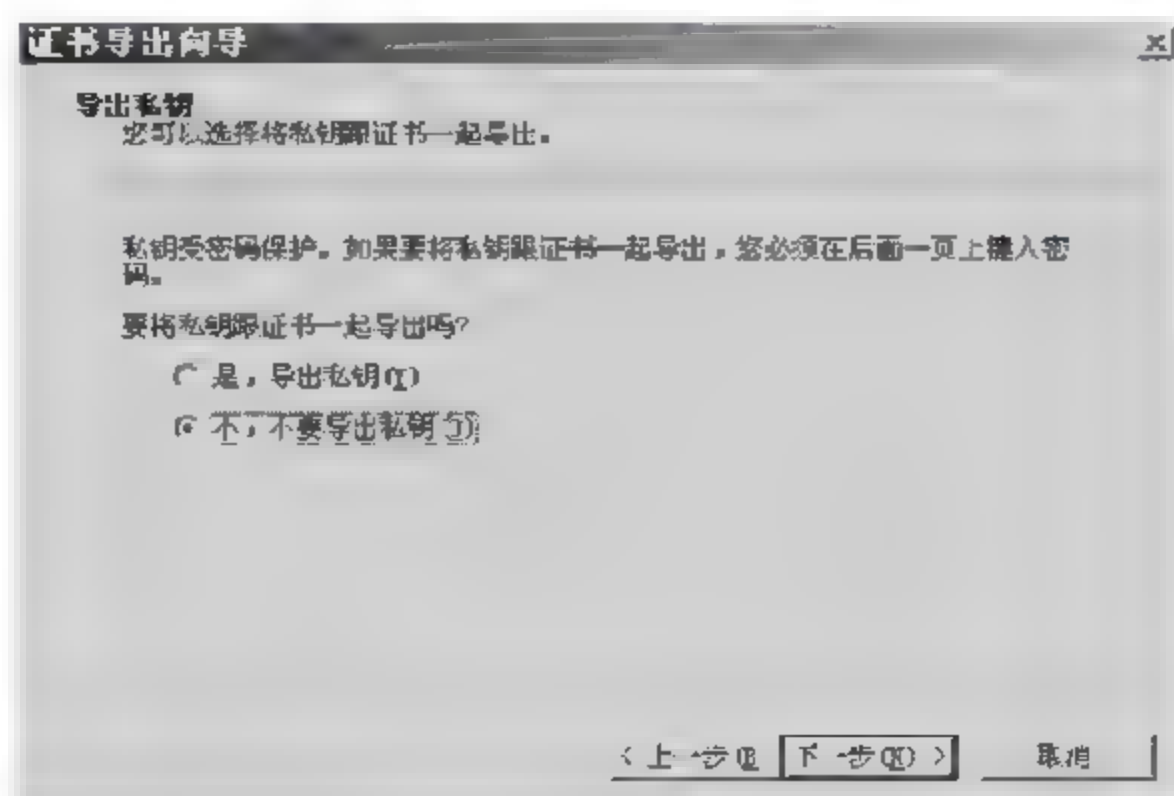 证书导出向导
导出私钥
您可以选择将私钥跟证书一起导出。
私钥受密码保护。如果要将私钥跟证书一起导出，您必须在后面一页上键入密
码。
要将私钥跟证书一起导出吗?
是，导出私钥(Y)
不，不要导出私钥
< 上一步(B 下一步(N) > 取消